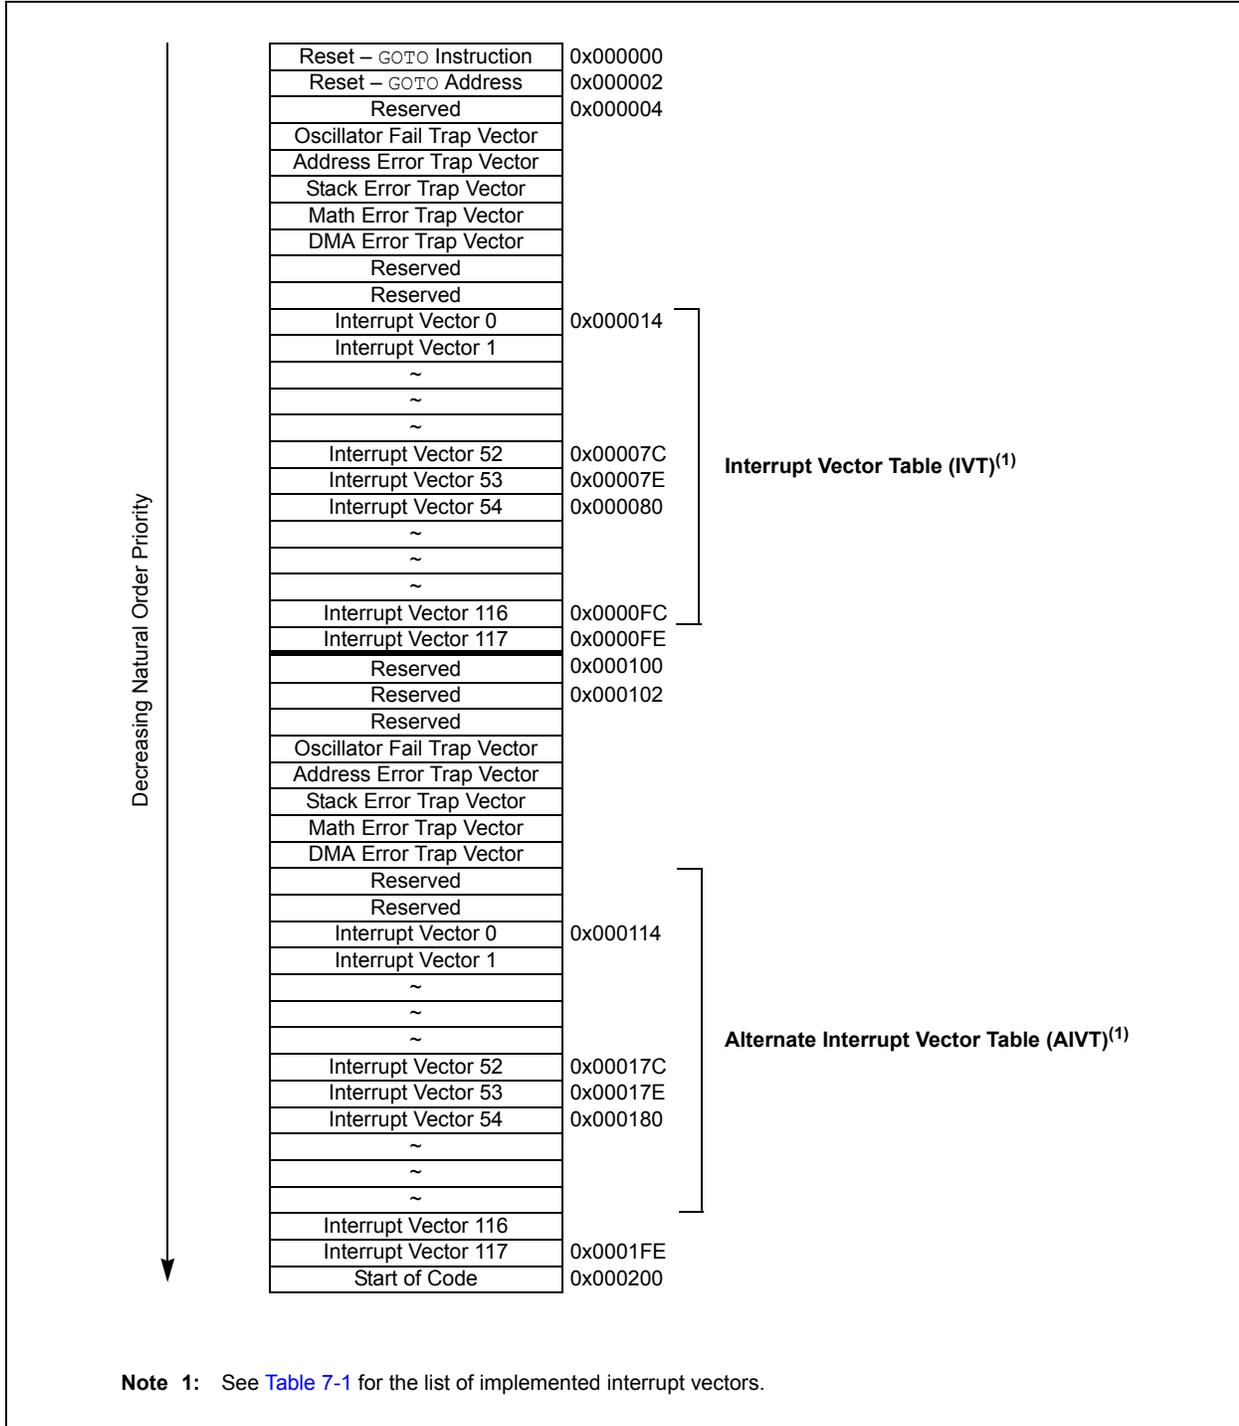 Reset – GOTO Instruction 0x000000
Reset – GOTO Address 0x000002
Reserved 0x000004
Oscillator Fail Trap Vector
Address Error Trap Vector
Stack Error Trap Vector
Math Error Trap Vector
DMA Error Trap Vector
Reserved
Reserved
Interrupt Vector 0 0x000014
Interrupt Vector 1
~
~
~
Interrupt Vector 52 0x00007C
Interrupt Vector Table (IVT)(1)
Interrupt Vector 53 0x00007E
Interrupt Vector 54 0x000080
~
~
~
Interrupt Vector 116 0x0000FC
Interrupt Vector 117 0x0000FE
Decreasing Natural Order Priority
Reserved 0x000100
Reserved 0x000102
Reserved
Oscillator Fail Trap Vector
Address Error Trap Vector
Stack Error Trap Vector
Math Error Trap Vector
DMA Error Trap Vector
Reserved
Reserved
Interrupt Vector 0 0x000114
Interrupt Vector 1
~
~
~
Alternate Interrupt Vector Table (AIVT)(1)
Interrupt Vector 52 0x00017C
Interrupt Vector 53 0x00017E
Interrupt Vector 54 0x000180
~
~
~
Interrupt Vector 116
Interrupt Vector 117 0x0001FE
Start of Code 0x000200
Note 1: See Table 7-1 for the list of implemented interrupt vectors.